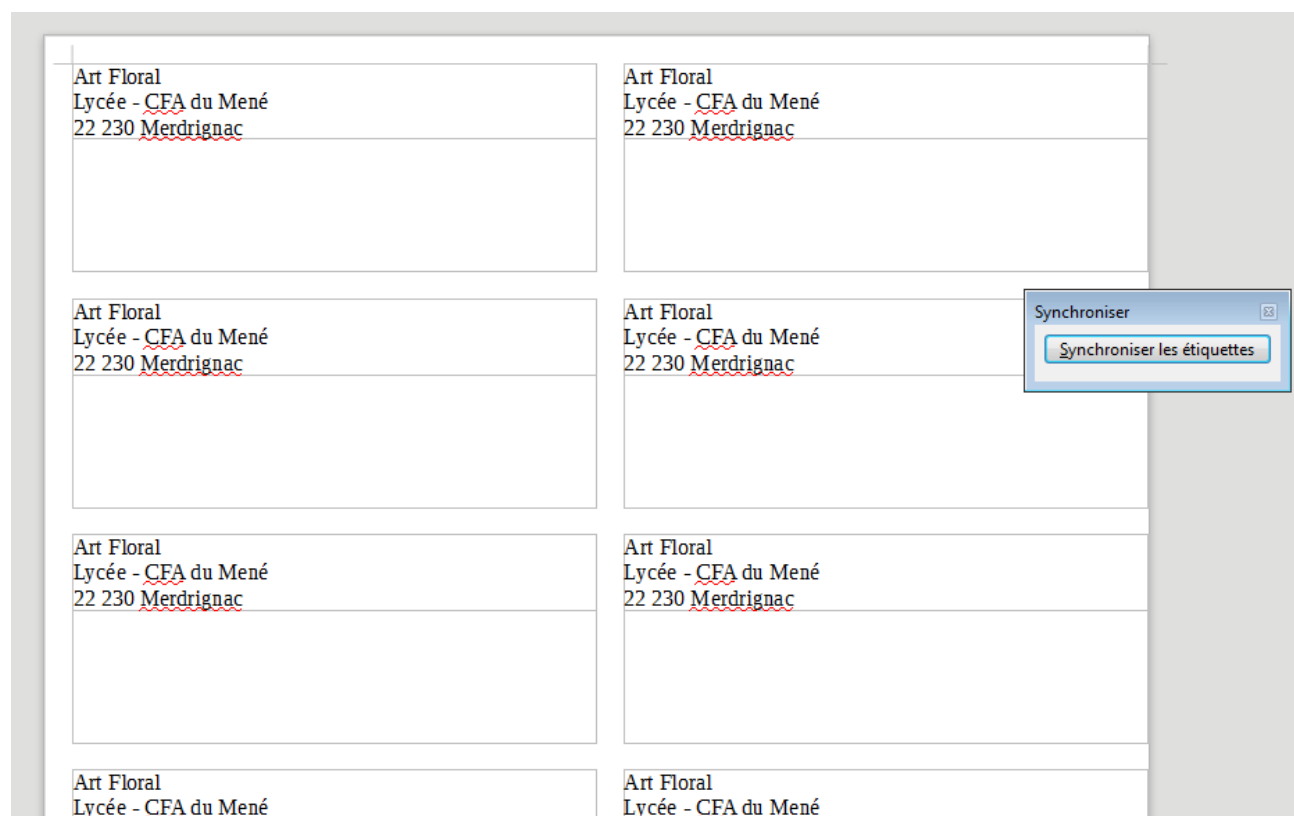 Art Floral
Lycée - CFA du Mené
22 230 Merdrignac
Art Floral
Lycée - CFA du Mené
22 230 Merdrignac
Art Floral
Lycée - CFA du Mené
22 230 Merdrignac
Art Floral
Lycée - CFA du Mené
22 230 Merdrignac
Synchroniser
Synchroniser les étiquettes
Art Floral
Lycée - CFA du Mené
22 230 Merdrignac
Art Floral
Lycée - CFA du Mené
22 230 Merdrignac
Art Floral
Lycée - CFA du Mené
Art Floral
Lycée - CFA du Mené